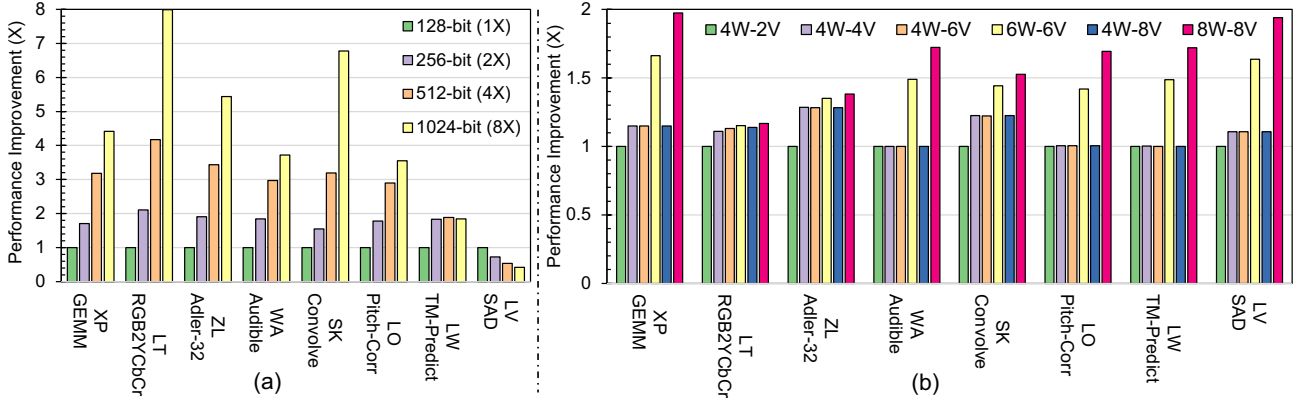 Performance Improvement (X)
8
7
6
5
4
3
2
1
0
128-bit (1X)
256-bit (2X)
512-bit (4X)
1024-bit (8X)
XP
GEMM
LT
RGB2YCbCr
ZL
Adler-32
WA
Audible
SK
Convolve
LO
Pitch-Corr
LW
TM-Predict
LV
SAD
(a)
Performance Improvement (X)
2
1.5
1
0.5
0
4W-2V 4W-4V 4W-6V 6W-6V 4W-8V 8W-8V
XP
GEMM
LT
RGB2YCbCr
ZL
Adler-32
WA
Audible
SK
Convolve
LO
Pitch-Corr
LW
TM-Predict
LV
SAD
(b)